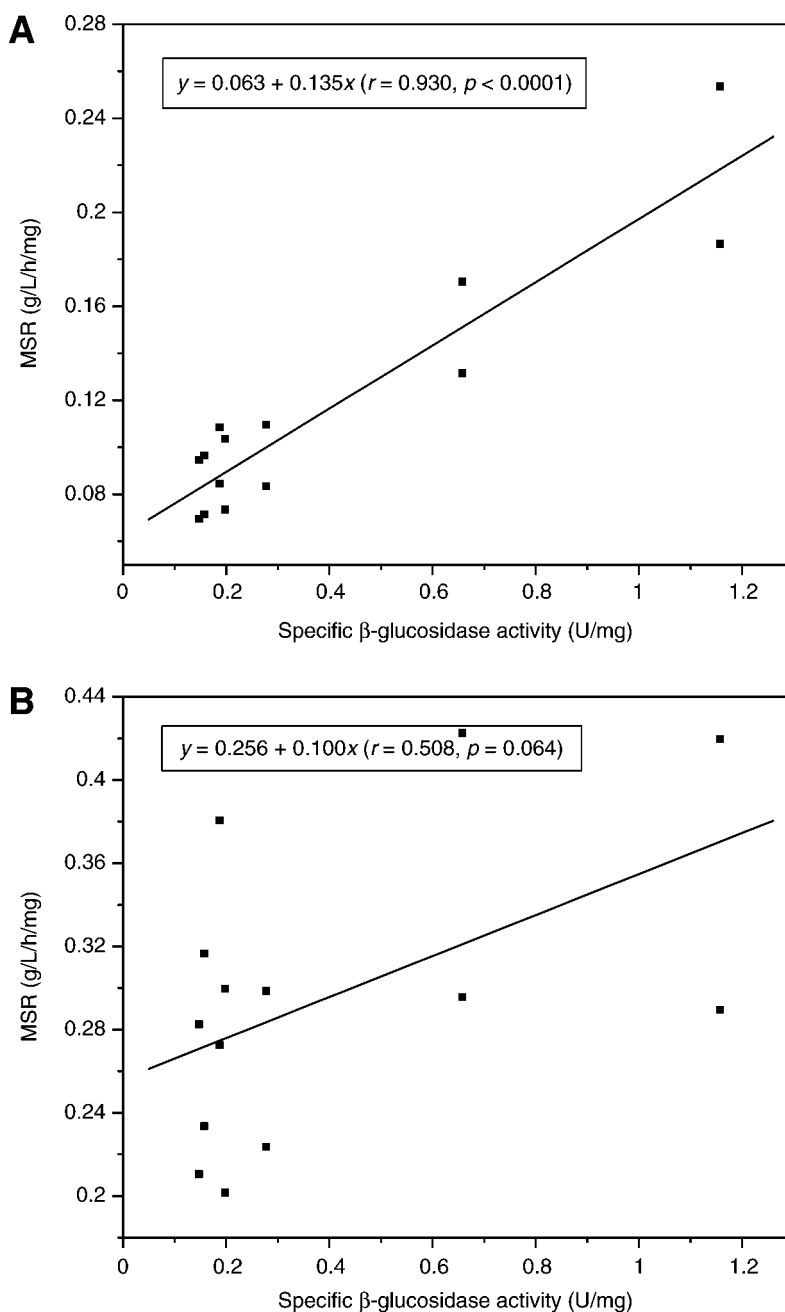 A
0.28
y = 0.063 + 0.135x (r = 0.930, p < 0.0001)
0.24
0.2
0.16
0.12
0.08
MSR (g/L/h/mg)
0 0.2 0.4 0.6 0.8 1 1.2
Specific β-glucosidase activity (U/mg)
B
0.44
y = 0.256 + 0.100x (r = 0.508, p = 0.064)
0.4
0.36
0.32
0.28
0.24
0.2
MSR (g/L/h/mg)
0 0.2 0.4 0.6 0.8 1 1.2
Specific β-glucosidase activity (U/mg)